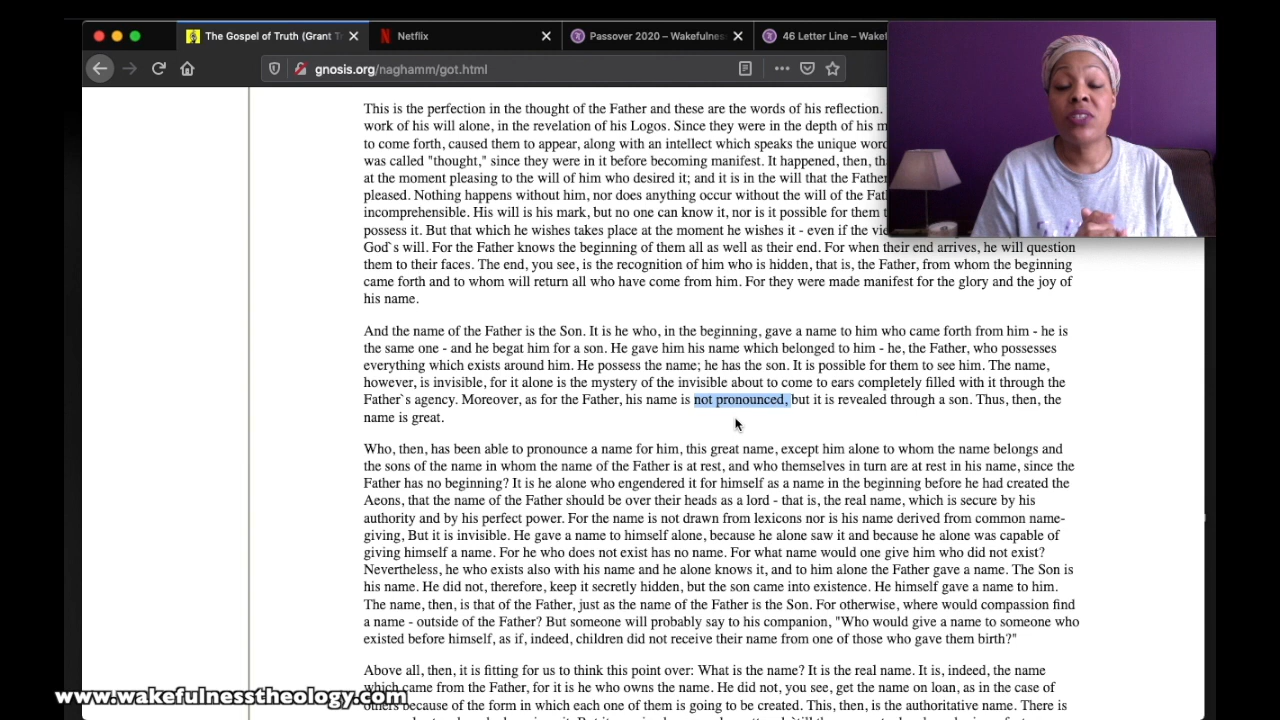 The Gospel of Truth (Grant Tr
Netflix
Passover 2020 – Wakefulnes
46 Letter Line – Wakef
gnosis.org/naghamm/got.html
This is the perfection in the thought of the Father and these are the words of his reflection.
work of his will alone, in the revelation of his Logos. Since they were in the depth of his m
to come forth, caused them to appear, along with an intellect which speaks the unique word
was called "thought," since they were in it before becoming manifest. It happened, then, tha
at the moment pleasing to the will of him who desired it; and it is in the will that the Father
pleased. Nothing happens without him, nor does anything occur without the will of the Fath
incomprehensible. His will is his mark, but no one can know it, nor is it possible for them t
possess it. But that which he wishes takes place at the moment he wishes it - even if the vie
God`s will. For the Father knows the beginning of them all as well as their end. For when their end arrives, he will question
them to their faces. The end, you see, is the recognition of him who is hidden, that is, the Father, from whom the beginning
came forth and to whom will return all who have come from him. For they were made manifest for the glory and the joy of
his name.
And the name of the Father is the Son. It is he who, in the beginning, gave a name to him who came forth from him - he is
the same one - and he begat him for a son. He gave him his name which belonged to him - he, the Father, who possesses
everything which exists around him. He possess the name; he has the son. It is possible for them to see him. The name,
however, is invisible, for it alone is the mystery of the invisible about to come to ears completely filled with it through the
Father`s agency. Moreover, as for the Father, his name is not pronounced, but it is revealed through a son. Thus, then, the
name is great.
Who, then, has been able to pronounce a name for him, this great name, except him alone to whom the name belongs and
the sons of the name in whom the name of the Father is at rest, and who themselves in turn are at rest in his name, since the
Father has no beginning? It is he alone who engendered it for himself as a name in the beginning before he had created the
Aeons, that the name of the Father should be over their heads as a lord - that is, the real name, which is secure by his
authority and by his perfect power. For the name is not drawn from lexicons nor is his name derived from common name-
giving, But it is invisible. He gave a name to himself alone, because he alone saw it and because he alone was capable of
giving himself a name. For he who does not exist has no name. For what name would one give him who did not exist?
Nevertheless, he who exists also with his name and he alone knows it, and to him alone the Father gave a name. The Son is
his name. He did not, therefore, keep it secretly hidden, but the son came into existence. He himself gave a name to him.
The name, then, is that of the Father, just as the name of the Father is the Son. For otherwise, where would compassion find
a name - outside of the Father? But someone will probably say to his companion, "Who would give a name to someone who
existed before himself, as if, indeed, children did not receive their name from one of those who gave them birth?"
Above all, then, it is fitting for us to think this point over: What is the name? It is the real name. It is, indeed, the name
which came from the Father, for it is he who owns the name. He did not, you see, get the name on loan, as in the case of
others because of the form in which each one of them is going to be created. This, then, is the authoritative name. There is
www.wakefulnesstheology.com